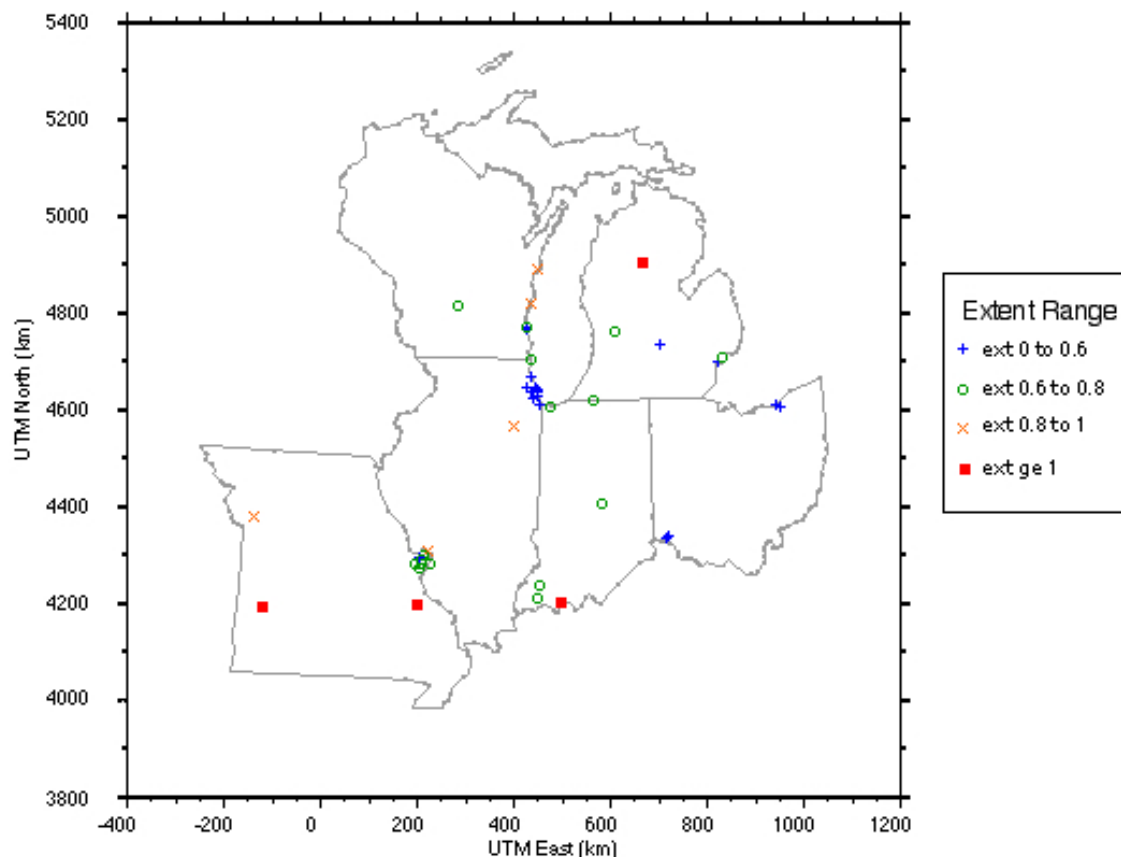 5400
5200
5000
4800
4600
4400
4200
4000
3800
UTM North (km)
-400 -200 0 200 400 600 800 1000 1200
UTM East (km)
Extent Range
ext 0 to 0.6
ext 0.6 to 0.8
ext 0.8 to 1
ext ge 1